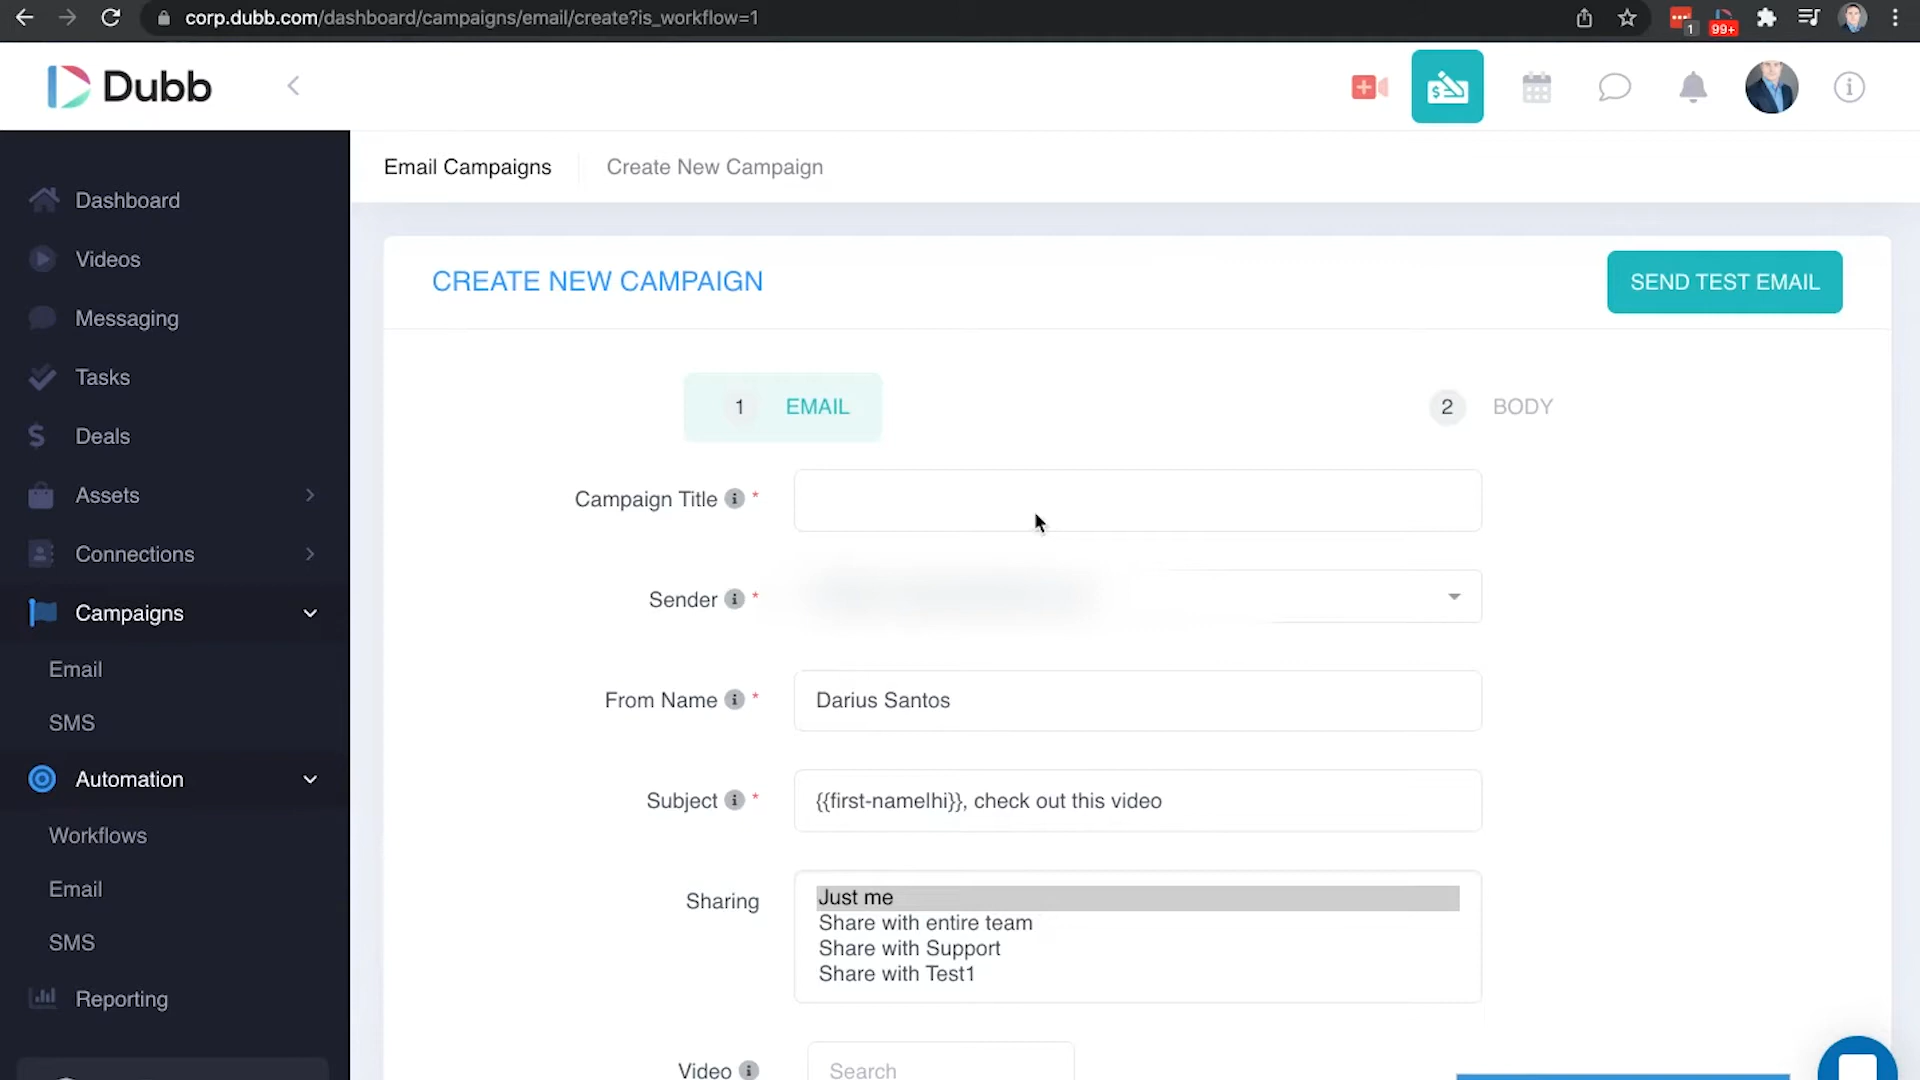 corp.dubb.com/dashboard/campaigns/email/create?is_workflow=1
1
99+
Dubb
Dashboard
Videos
Messaging
Tasks
Deals
Assets
Connections
Campaigns
Email
SMS
Automation
Workflows
Email
SMS
Reporting
Email Campaigns
Create New Campaign
CREATE NEW CAMPAIGN
SEND TEST EMAIL
1 EMAIL
2 BODY
Campaign Title *
Sender *
From Name * Darius Santos
Subject * {{first-name|hi}}, check out this video
Sharing
Just me
Share with entire team
Share with Support
Share with Test1
Video
Search